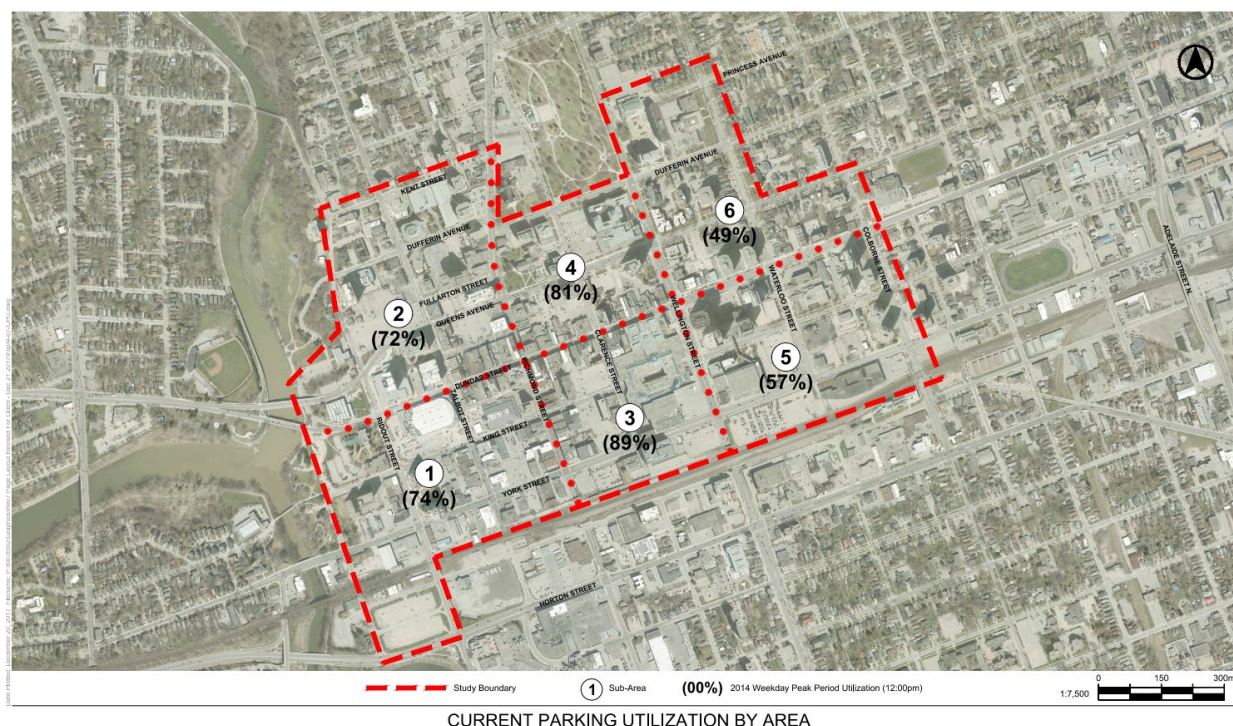 PRINCESS AVENUE
DUFFERIN AVENUE
KENT STREET
DUFFERIN AVENUE
6
(49%)
COLBORNE STREET
ADELAIDE STREET N.
4
(81%)
FULLARTON STREET
QUEENS AVENUE
2
(72%)
WELLINGTON STREET
WATERLOO STREET
CLARENCE STREET
5
(57%)
DUNDAS STREET
RICHMOND STREET
TALBOT STREET
KING STREET
3
(89%)
RIDOUT STREET
1
(74%)
YORK STREET
HORTON STREET
Study Boundary
1 Sub-Area
(00%) 2014 Weekday Peak Period Utilization (12:00pm)
1:7,500
0 150 300m
CURRENT PARKING UTILIZATION BY AREA